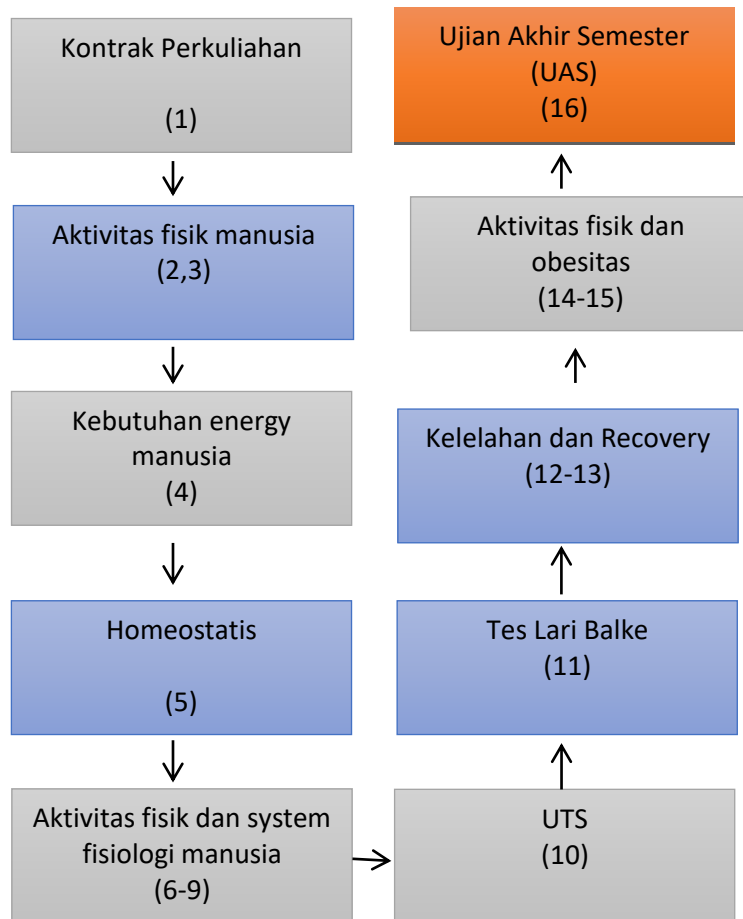 Kontrak Perkuliahan
(1)
Aktivitas fisik manusia
(2,3)
Kebutuhan energy
manusia
(4)
Homeostatis
(5)
Aktivitas fisik dan system
fisiologi manusia
(6-9)
UTS
(10)
Tes Lari Balke
(11)
Kelelahan dan Recovery
(12-13)
Aktivitas fisik dan
obesitas
(14-15)
Ujian Akhir Semester
(UAS)
(16)